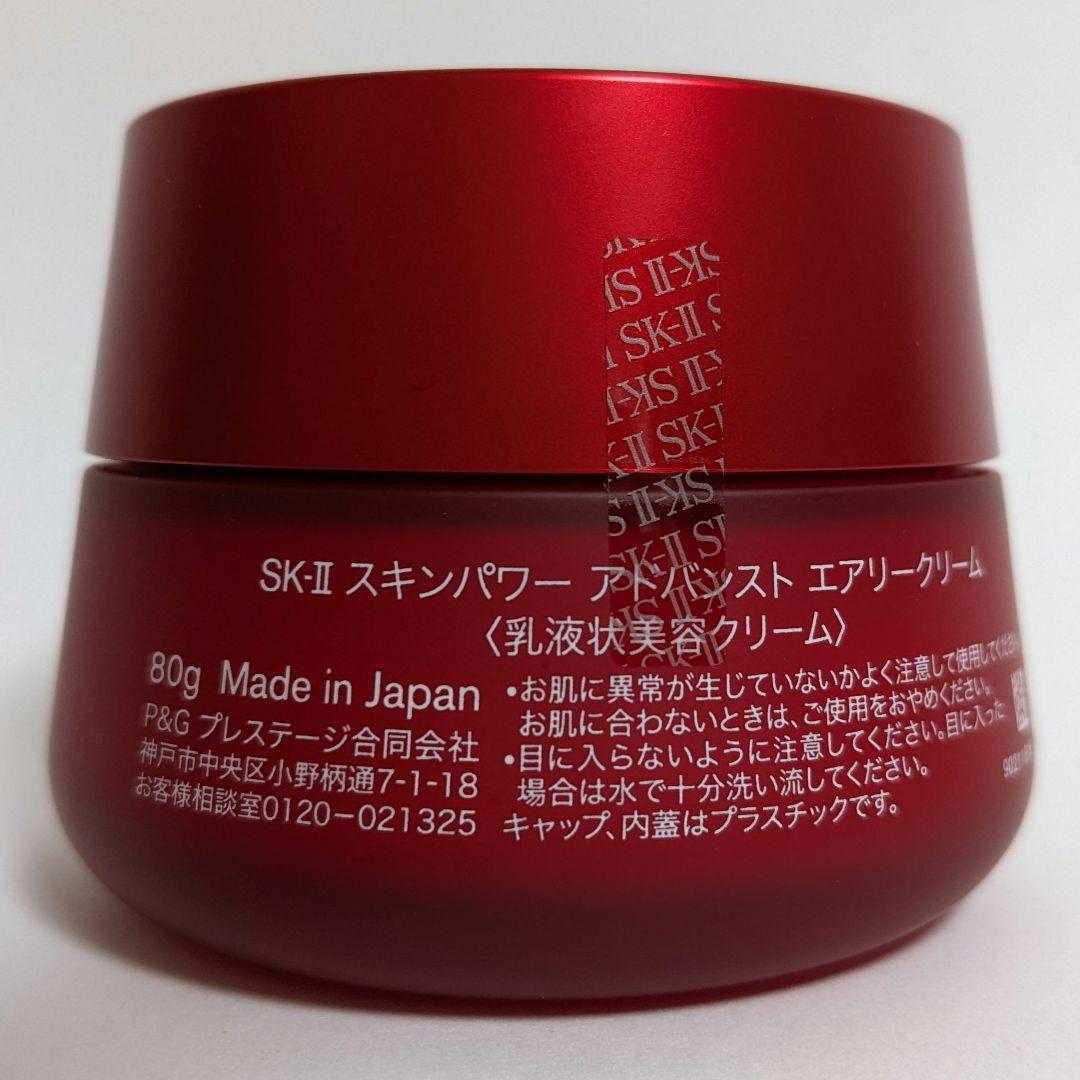 SK-II SK-II
SK-II
SK-II
SK-II
SK-II
SK-II
SK-II スキンパワー アドバンスト エアリークリーム
〈乳液状美容クリーム〉
80g Made in Japan
P&G プレステージ合同会社
神戸市中央区小野柄通7-1-18
お客様相談室0120-021325
•お肌に異常が生じていないかよく注意して使用してください。
お肌に合わないときは、ご使用をおやめください。
•目に入らないように注意してください。目に入った
場合は水で十分洗い流してください。
キャップ、内蓋はプラスチックです。